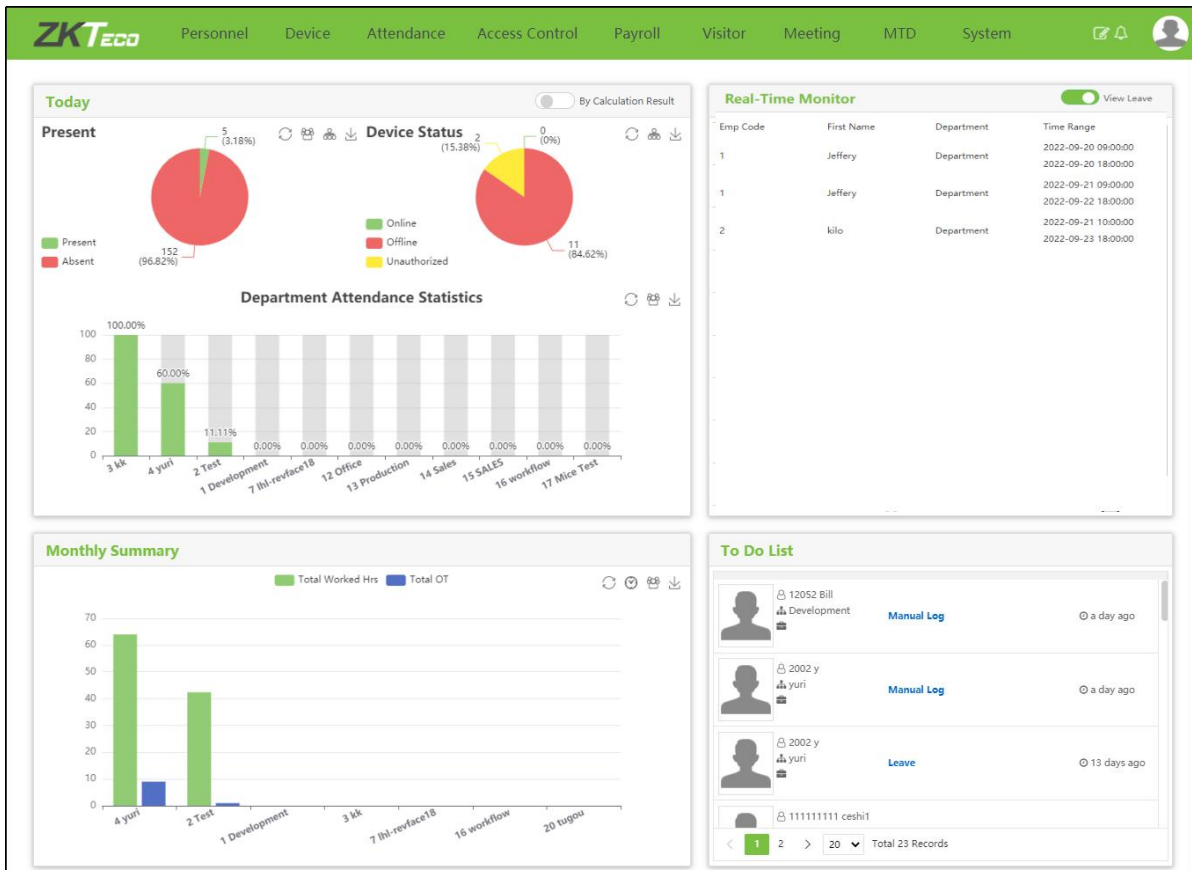 ZKTECO Personnel Device Attendance Access Control Payroll Visitor Meeting MTD System
Today By Calculation Result
Present
5
(3.18%)
152
(96.82%)
Present
Absent
Device Status
2
(15.38%)
0
(0%)
11
(84.62%)
Online
Offline
Unauthorized
Department Attendance Statistics
100
80
60
40
20
0
100.00% 60.00% 11.11% 0.00% 0.00% 0.00% 0.00% 0.00% 0.00% 0.00% 0.00%
3 kk 4 yuri 2 Test 1 Development 7 lhl-revface18 12 Office 13 Production 14 Sales 15 SALES 16 workflow 17 Mice Test
Real-Time Monitor View Leave
Emp Code First Name Department Time Range
1 Jeffery Department 2022-09-20 09:00:00
2022-09-20 18:00:00
1 Jeffery Department 2022-09-21 09:00:00
2022-09-22 18:00:00
2 kilo Department 2022-09-21 10:00:00
2022-09-23 18:00:00
Monthly Summary
Total Worked Hrs Total OT
70
60
50
40
30
20
10
0
4 yuri 2 Test 1 Development 3 kk 7 lhl-revface18 16 workflow 20 tugou
To Do List
12052 Bill
Development
Manual Log a day ago
2002 y
yuri
Manual Log a day ago
2002 y
yuri
Leave 13 days ago
111111111 ceshi1
< 1 2 > 20 Total 23 Records